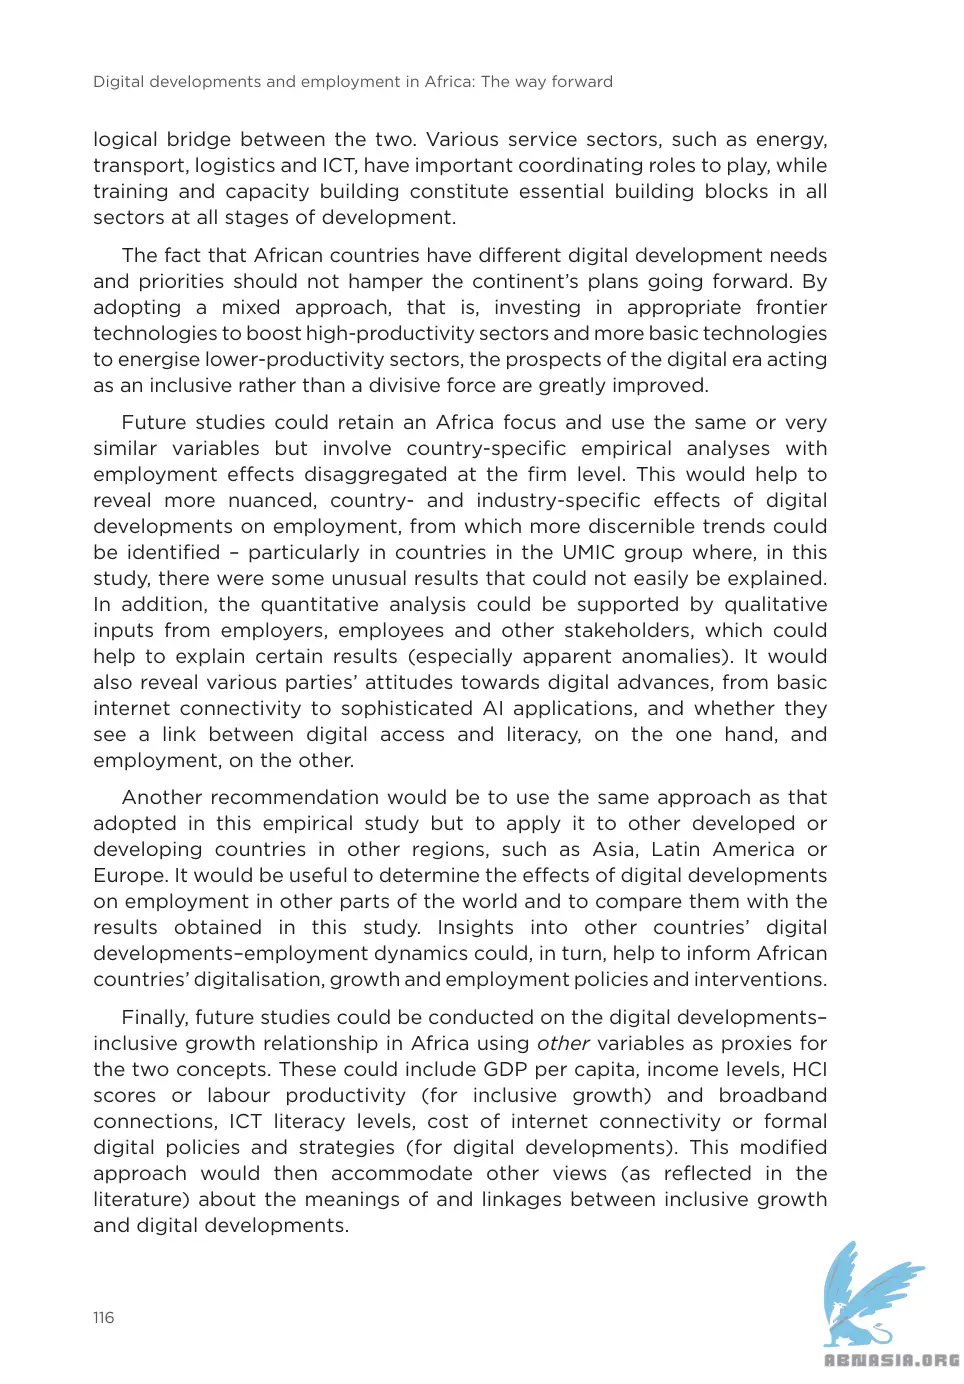 Digital developments and employment in Africa: The way forward
logical bridge between the two. Various service sectors, such as energy,
transport, logistics and ICT, have important coordinating roles to play, while
training and capacity building constitute essential building blocks in all
sectors at all stages of development.
The fact that African countries have different digital development needs
and priorities should not hamper the continent’s plans going forward. By
adopting a mixed approach, that is, investing in appropriate frontier
technologies to boost high-productivity sectors and more basic technologies
to energise lower-productivity sectors, the prospects of the digital era acting
as an inclusive rather than a divisive force are greatly improved.
Future studies could retain an Africa focus and use the same or very
similar variables but involve country-specific empirical analyses with
employment effects disaggregated at the firm level. This would help to
reveal more nuanced, country- and industry-specific effects of digital
developments on employment, from which more discernible trends could
be identified – particularly in countries in the UMIC group where, in this
study, there were some unusual results that could not easily be explained.
In addition, the quantitative analysis could be supported by qualitative
inputs from employers, employees and other stakeholders, which could
help to explain certain results (especially apparent anomalies). It would
also reveal various parties’ attitudes towards digital advances, from basic
internet connectivity to sophisticated AI applications, and whether they
see a link between digital access and literacy, on the one hand, and
employment, on the other.
Another recommendation would be to use the same approach as that
adopted in this empirical study but to apply it to other developed or
developing countries in other regions, such as Asia, Latin America or
Europe. It would be useful to determine the effects of digital developments
on employment in other parts of the world and to compare them with the
results obtained in this study. Insights into other countries’ digital
developments–employment dynamics could, in turn, help to inform African
countries’ digitalisation, growth and employment policies and interventions.
Finally, future studies could be conducted on the digital developments–
inclusive growth relationship in Africa using other variables as proxies for
the two concepts. These could include GDP per capita, income levels, HCI
scores or labour productivity (for inclusive growth) and broadband
connections, ICT literacy levels, cost of internet connectivity or formal
digital policies and strategies (for digital developments). This modified
approach would then accommodate other views (as reflected in the
literature) about the meanings of and linkages between inclusive growth
and digital developments.
116
ABNASIA.ORG